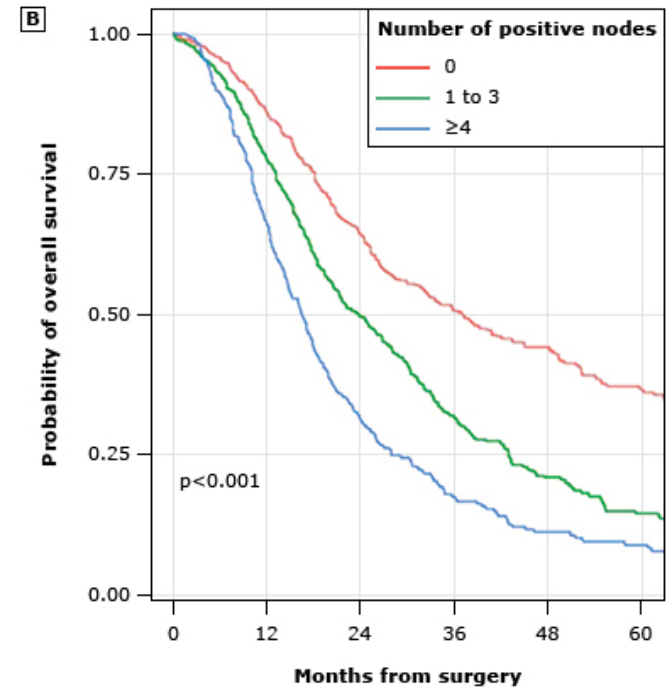 B
Number of positive nodes
0
1 to 3
≥4
Probability of overall survival
1.00
0.75
0.50
0.25
0.00
p<0.001
0 12 24 36 48 60
Months from surgery